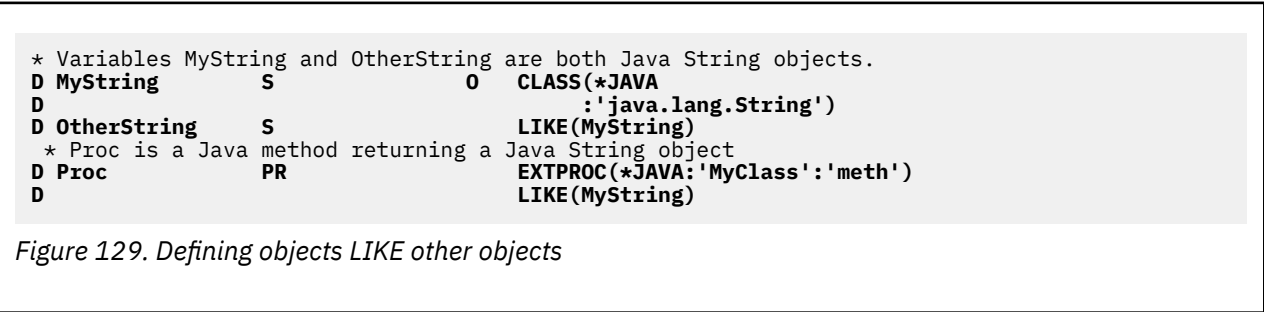 * Variables MyString and OtherString are both Java String objects.
D MyString        S               O   CLASS(*JAVA
D                                         :'java.lang.String')
D OtherString     S                   LIKE(MyString)
 * Proc is a Java method returning a Java String object
D Proc            PR                  EXTPROC(*JAVA:'MyClass':'meth')
D                                     LIKE(MyString)
Figure 129. Defining objects LIKE other objects